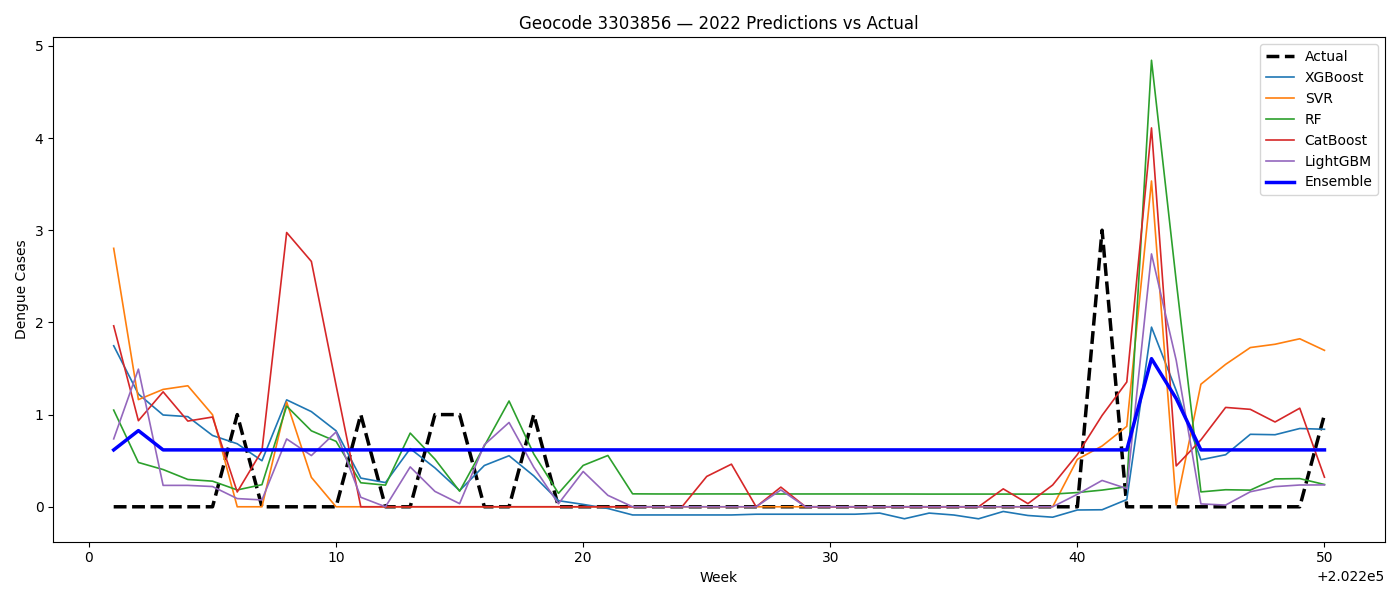 Geocode 3303856 — 2022 Predictions vs Actual
5
4
3
2
1
0
Dengue Cases
Actual
XGBoost
SVR
RF
CatBoost
LightGBM
Ensemble
0 10 20 30 40 50
+2.022e5
Week